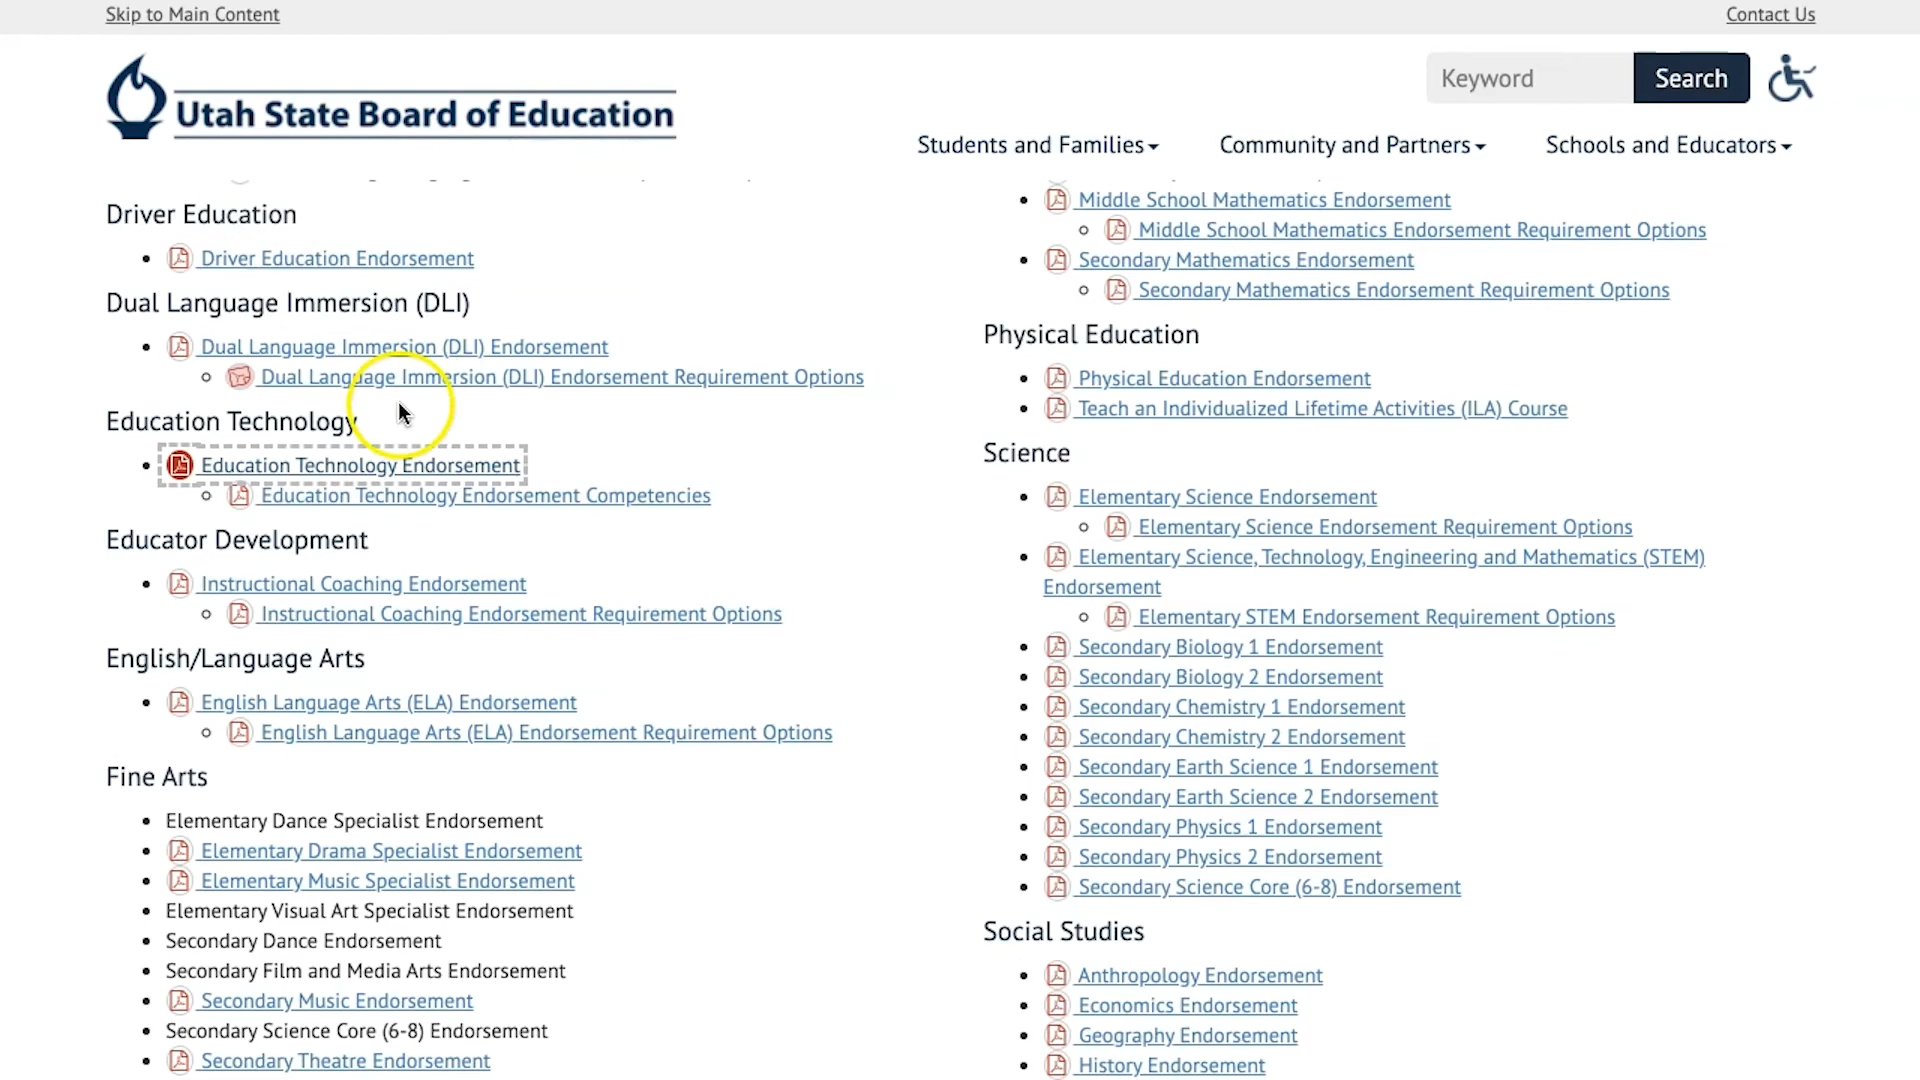 Skip to Main Content
Contact Us
Utah State Board of Education
Keyword
Search
Students and Families
Community and Partners
Schools and Educators
Driver Education
Driver Education Endorsement
Dual Language Immersion (DLI)
Dual Language Immersion (DLI) Endorsement
Dual Language Immersion (DLI) Endorsement Requirement Options
Education Technology
Education Technology Endorsement
Education Technology Endorsement Competencies
Educator Development
Instructional Coaching Endorsement
Instructional Coaching Endorsement Requirement Options
English/Language Arts
English Language Arts (ELA) Endorsement
English Language Arts (ELA) Endorsement Requirement Options
Fine Arts
Elementary Dance Specialist Endorsement
Elementary Drama Specialist Endorsement
Elementary Music Specialist Endorsement
Elementary Visual Art Specialist Endorsement
Secondary Dance Endorsement
Secondary Film and Media Arts Endorsement
Secondary Music Endorsement
Secondary Science Core (6-8) Endorsement
Secondary Theatre Endorsement
Middle School Mathematics Endorsement
Middle School Mathematics Endorsement Requirement Options
Secondary Mathematics Endorsement
Secondary Mathematics Endorsement Requirement Options
Physical Education
Physical Education Endorsement
Teach an Individualized Lifetime Activities (ILA) Course
Science
Elementary Science Endorsement
Elementary Science Endorsement Requirement Options
Elementary Science, Technology, Engineering and Mathematics (STEM)
Endorsement
Elementary STEM Endorsement Requirement Options
Secondary Biology 1 Endorsement
Secondary Biology 2 Endorsement
Secondary Chemistry 1 Endorsement
Secondary Chemistry 2 Endorsement
Secondary Earth Science 1 Endorsement
Secondary Earth Science 2 Endorsement
Secondary Physics 1 Endorsement
Secondary Physics 2 Endorsement
Secondary Science Core (6-8) Endorsement
Social Studies
Anthropology Endorsement
Economics Endorsement
Geography Endorsement
History Endorsement